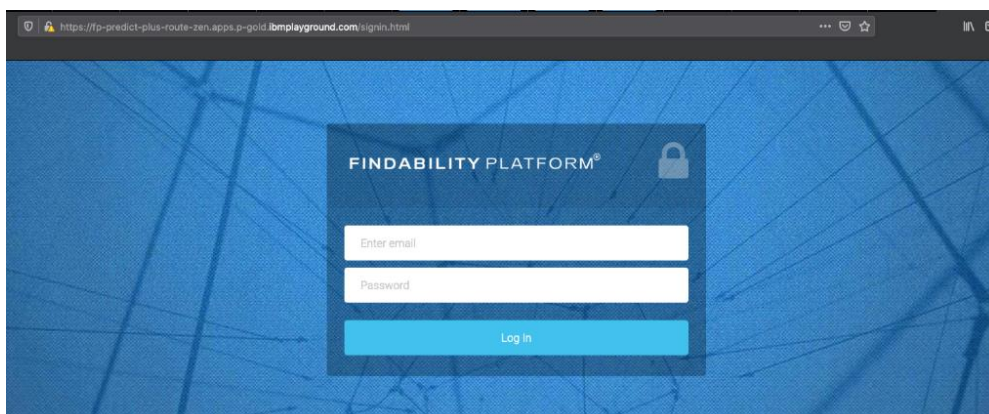 https://fp-predict-plus-route-zen.apps.p-gold.ibmplayground.com/signin.html
FINDABILITY PLATFORM®
Enter email
Password
Log In